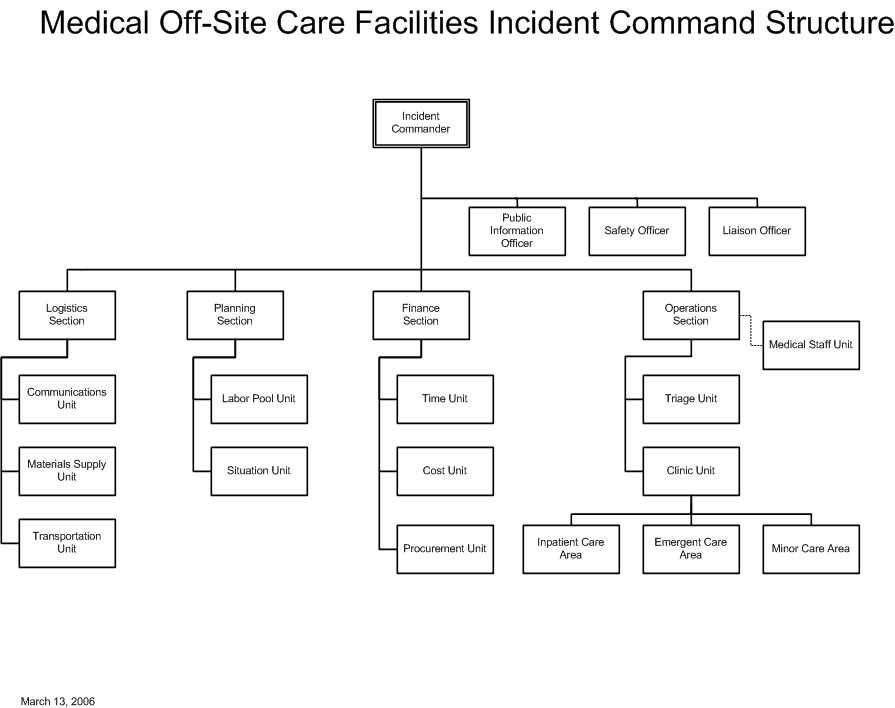 Medical Off-Site Care Facilities Incident Command Structure
Incident
Commander
Public
Information
Officer
Safety Officer
Liaison Officer
Logistics
Section
Planning
Section
Finance
Section
Operations
Section
Medical Staff Unit
Communications
Unit
Labor Pool Unit
Time Unit
Triage Unit
Materials Supply
Unit
Situation Unit
Cost Unit
Clinic Unit
Transportation
Unit
Procurement Unit
Inpatient Care
Area
Emergent Care
Area
Minor Care Area
March 13, 2006